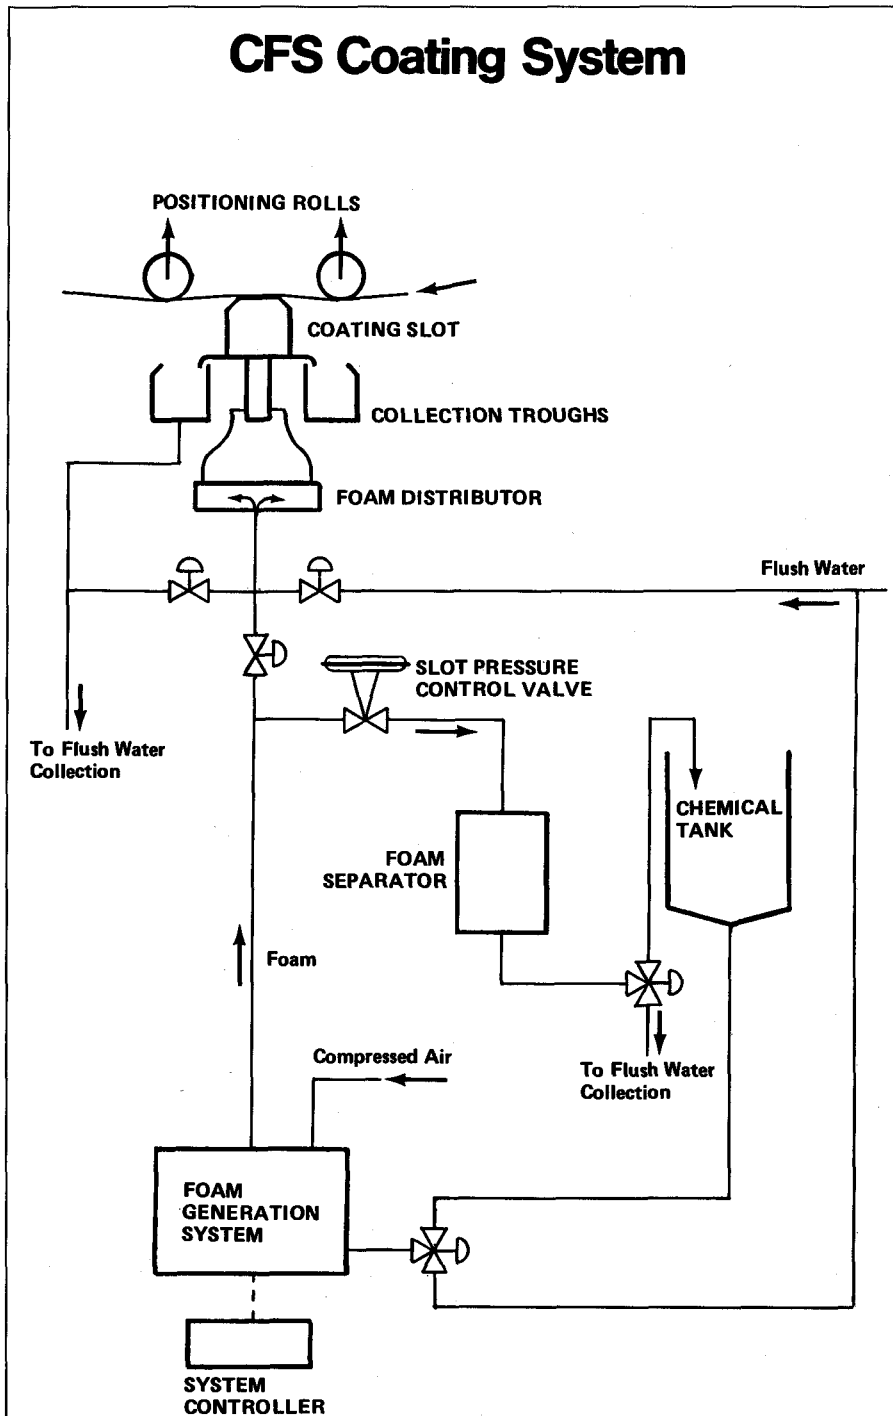 CFS Coating System
POSITIONING ROLLS
COATING SLOT
COLLECTION TROUGHS
FOAM DISTRIBUTOR
Flush Water
SLOT PRESSURE
CONTROL VALVE
To Flush Water
Collection
CHEMICAL
TANK
FOAM
SEPARATOR
Foam
Compressed Air
To Flush Water
Collection
FOAM
GENERATION
SYSTEM
SYSTEM
CONTROLLER